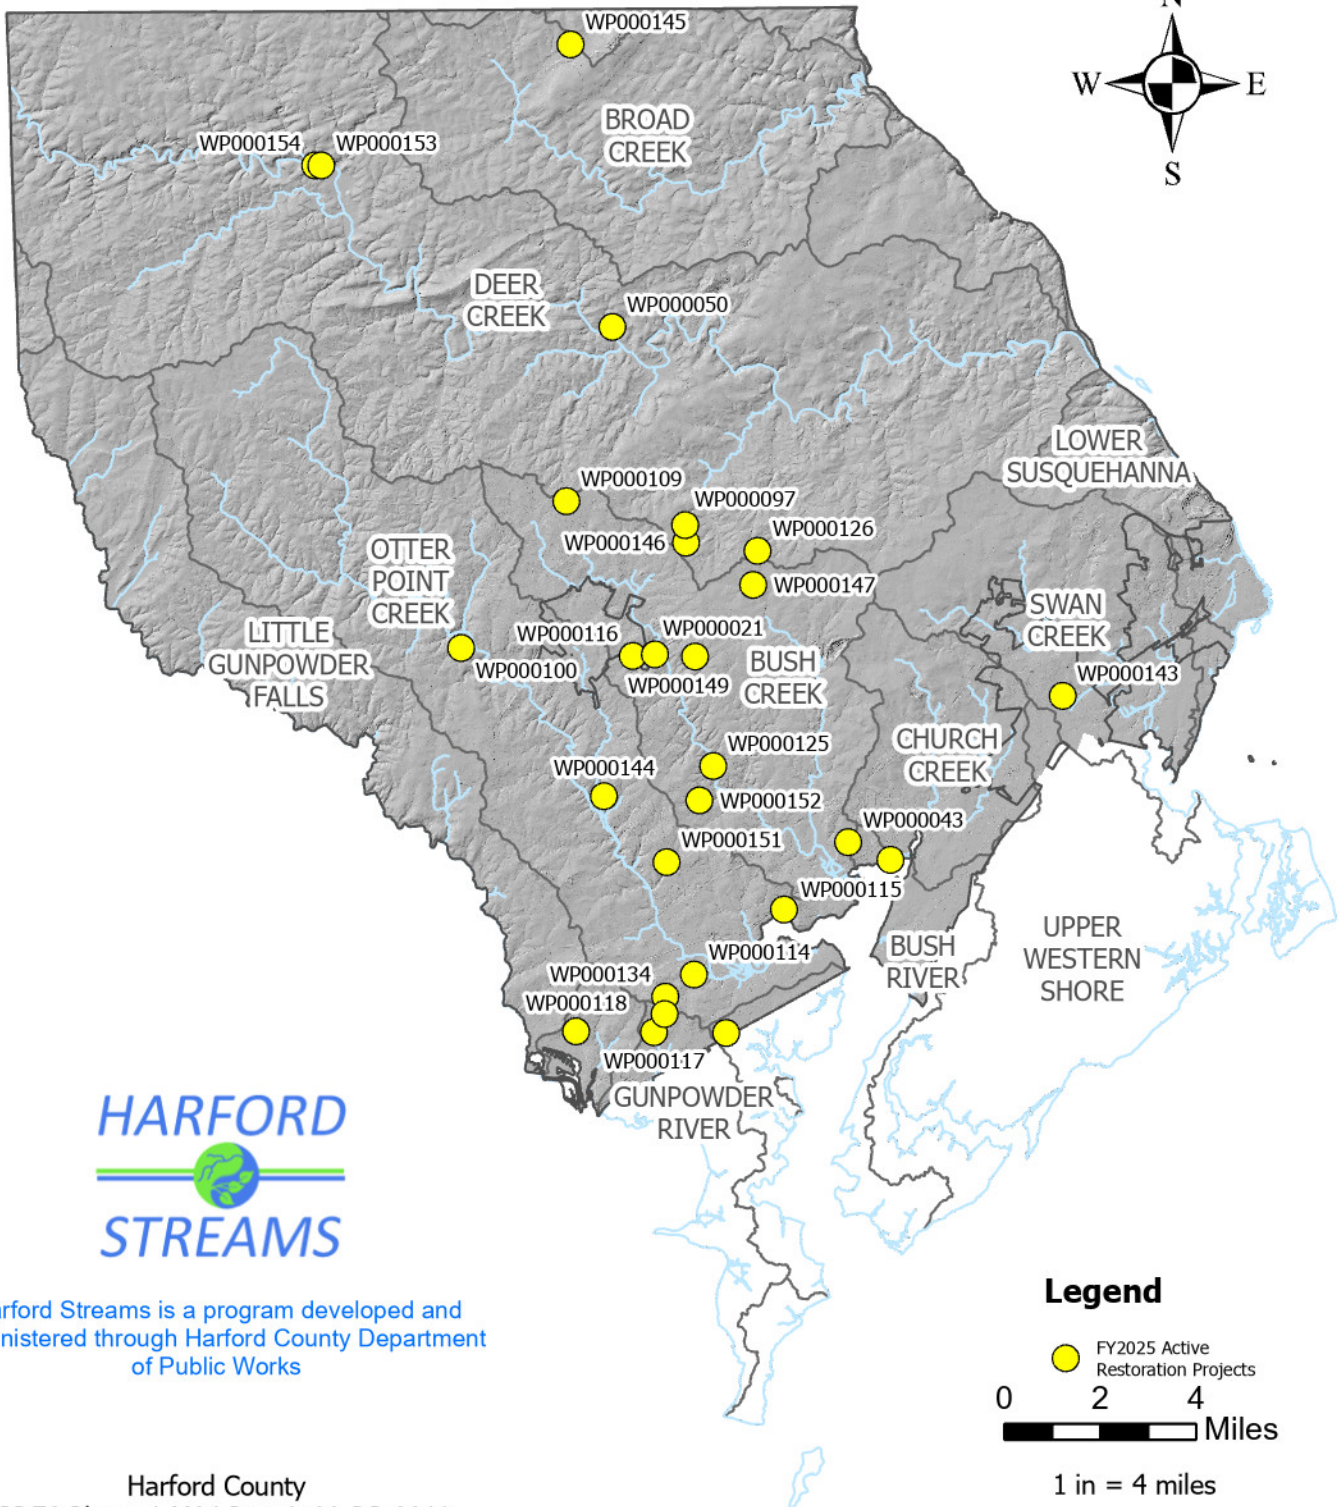 N
W E
S
WP000145
BROAD
CREEK
WP000154
WP000153
DEER
CREEK
WP000050
LOWER
SUSQUEHANNA
WP000109
WP000097
WP000146
WP000126
WP000147
OTTER
POINT
CREEK
SWAN
CREEK
LITTLE
GUNPOWDER
FALLS
WP000116
WP000021
WP000100
WP000149
BUSH
CREEK
WP000143
CHURCH
CREEK
WP000125
WP000144
WP000152
WP000043
WP000151
WP000115
UPPER
WESTERN
SHORE
BUSH
RIVER
WP000114
WP000134
WP000118
WP000117
GUNPOWDER
RIVER
HARFORD
STREAMS
rford Streams is a program developed and
nistered through Harford County Department
of Public Works
Legend
FY2025 Active
Restoration Projects
0 2 4
Miles
1 in = 4 miles
Harford County